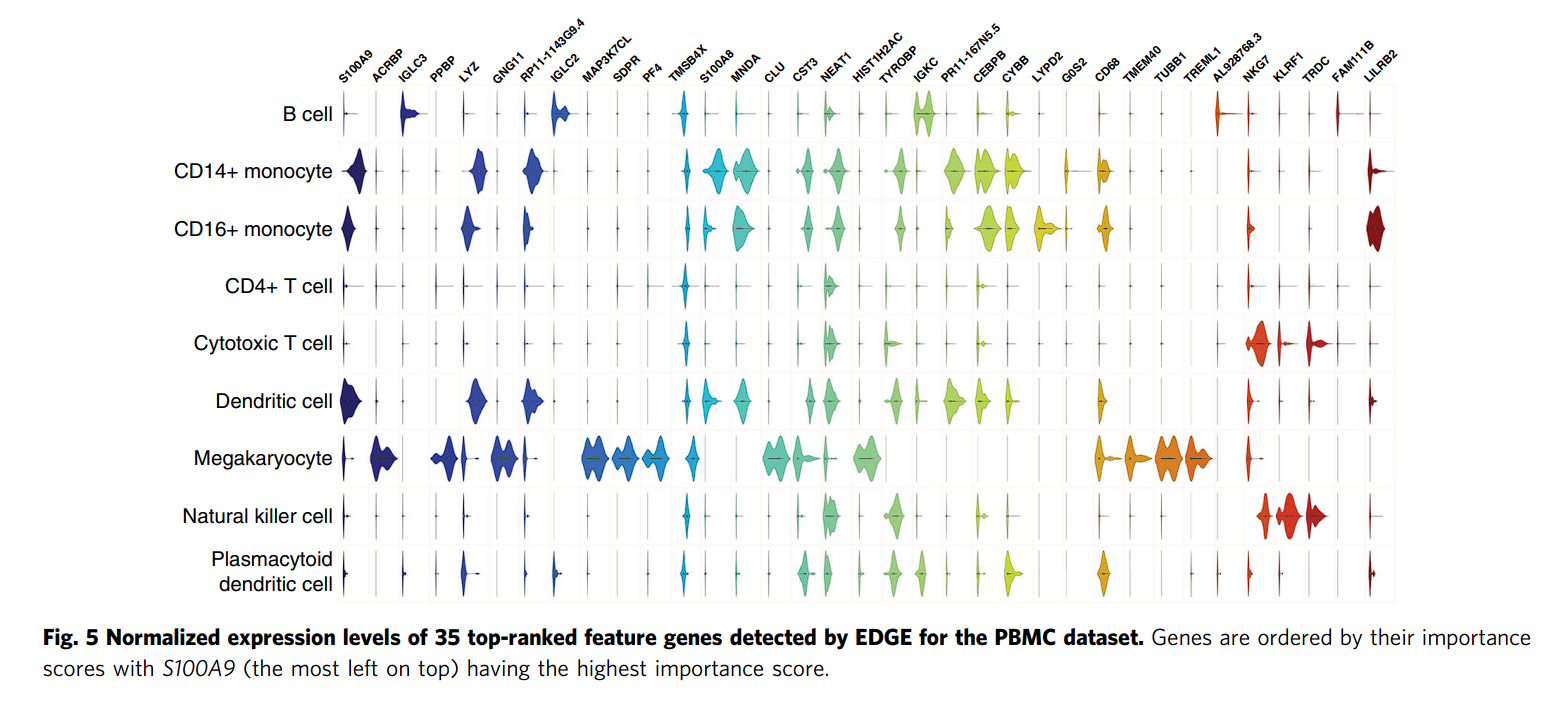 S100A9
ACRBP
IGLC3
PPBP
LYZ
GNG11
RP11-1143G9.4
IGLC2
MAP3K7CL
SDPR
PF4
TMSB4X
S100A8
MNDA
CLU
CST3
NEAT1
HIST1H2AC
TYROBP
IGKC
PR11-167N5.5
CEBPB
CYBB
LYPD2
G0S2
CD68
TMEM40
TUBB1
TREML1
AL928768.3
NKG7
KLRF1
TRDC
FAM111B
LILRB2
B cell
CD14+ monocyte
CD16+ monocyte
CD4+ T cell
Cytotoxic T cell
Dendritic cell
Megakaryocyte
Natural killer cell
Plasmacytoid
dendritic cell
Fig. 5 Normalized expression levels of 35 top-ranked feature genes detected by EDGE for the PBMC dataset. Genes are ordered by their importance
scores with S100A9 (the most left on top) having the highest importance score.